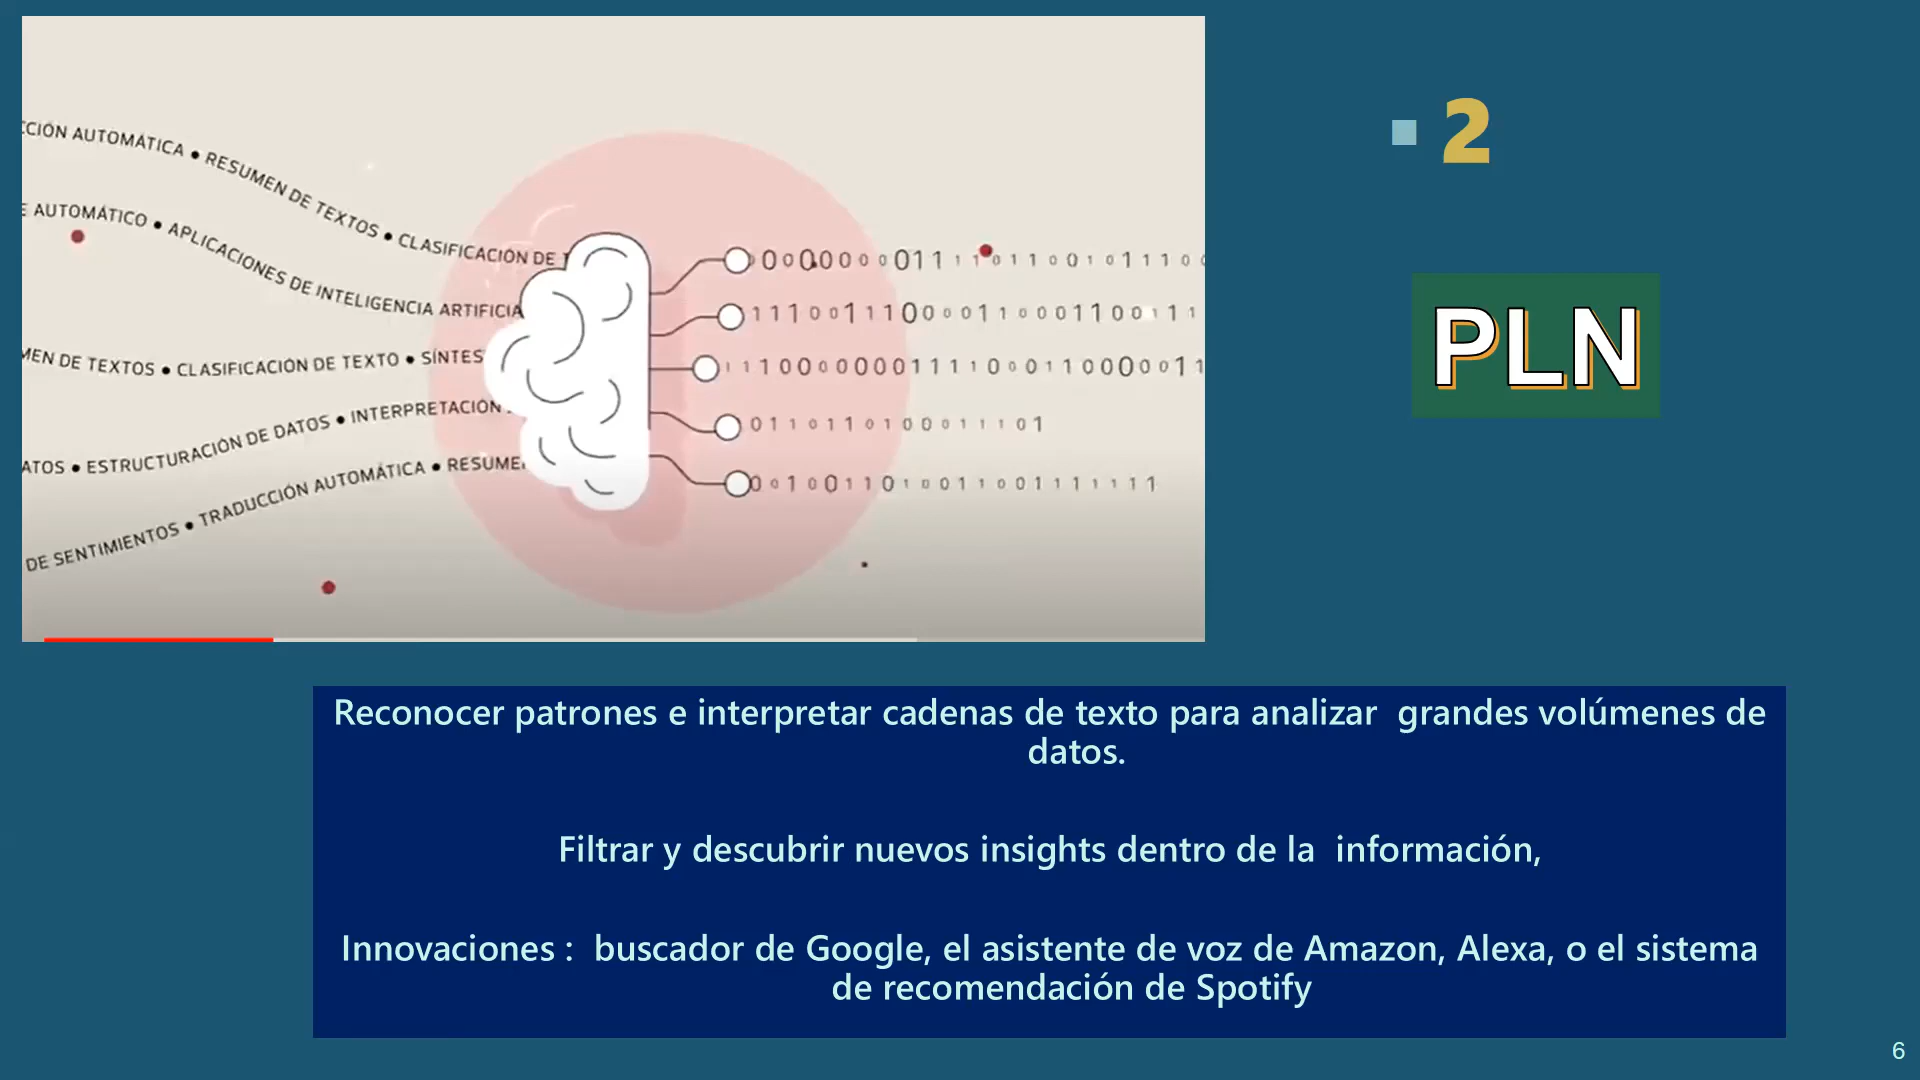 CCIÓN AUTOMÁTICA ● RESUMEN DE TEXTOS ● CLASIFICACIÓN DE
AUTOMÁTICO ● APLICACIONES DE INTELIGENCIA ARTIFICIA
MEN DE TEXTOS ● CLASIFICACIÓN DE TEXTO ● SÍNTES
ATOS ● ESTRUCTURACIÓN DE DATOS ● INTERPRETACIÓN
DE SENTIMIENTOS ● TRADUCCIÓN AUTOMÁTICA ● RESUME
2
PLN
Reconocer patrones e interpretar cadenas de texto para analizar grandes volúmenes de
datos.
Filtrar y descubrir nuevos insights dentro de la información,
Innovaciones : buscador de Google, el asistente de voz de Amazon, Alexa, o el sistema
de recomendación de Spotify
6